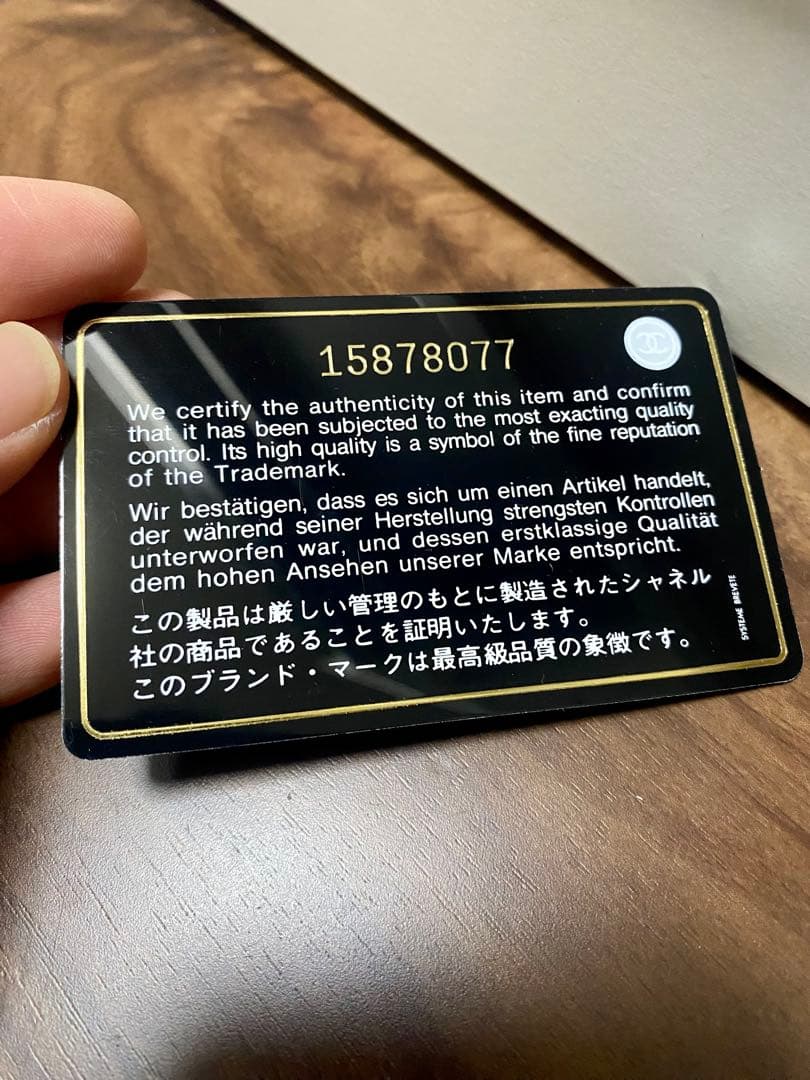 15878077
We certify the authenticity of this item and confirm
that it has been subjected to the most exacting quality
control. Its high quality is a symbol of the fine reputation
of the Trademark.
Wir bestätigen, dass es sich um einen Artikel handelt,
der während seiner Herstellung strengsten Kontrollen
unterworfen war, und dessen erstklassige Qualität
dem hohen Ansehen unserer Marke entspricht.
この製品は厳しい管理のもとに製造されたシャネル
社の商品であることを証明いたします。
このブランド・マークは最高級品質の象徴です。
SYSTEME BREVETE